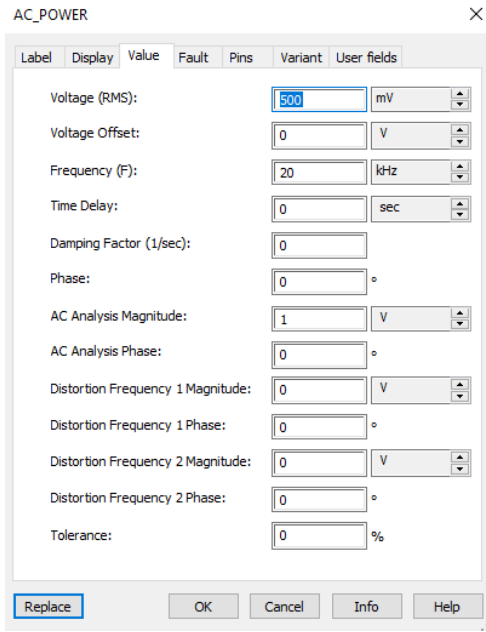 AC_POWER
Label Display Value Fault Pins Variant User fields
Voltage (RMS): 500 mV
Voltage Offset: 0 V
Frequency (F): 20 kHz
Time Delay: 0 sec
Damping Factor (1/sec): 0
Phase: 0 °
AC Analysis Magnitude: 1 V
AC Analysis Phase: 0 °
Distortion Frequency 1 Magnitude: 0 V
Distortion Frequency 1 Phase: 0 °
Distortion Frequency 2 Magnitude: 0 V
Distortion Frequency 2 Phase: 0 °
Tolerance: 0 %
Replace OK Cancel Info Help